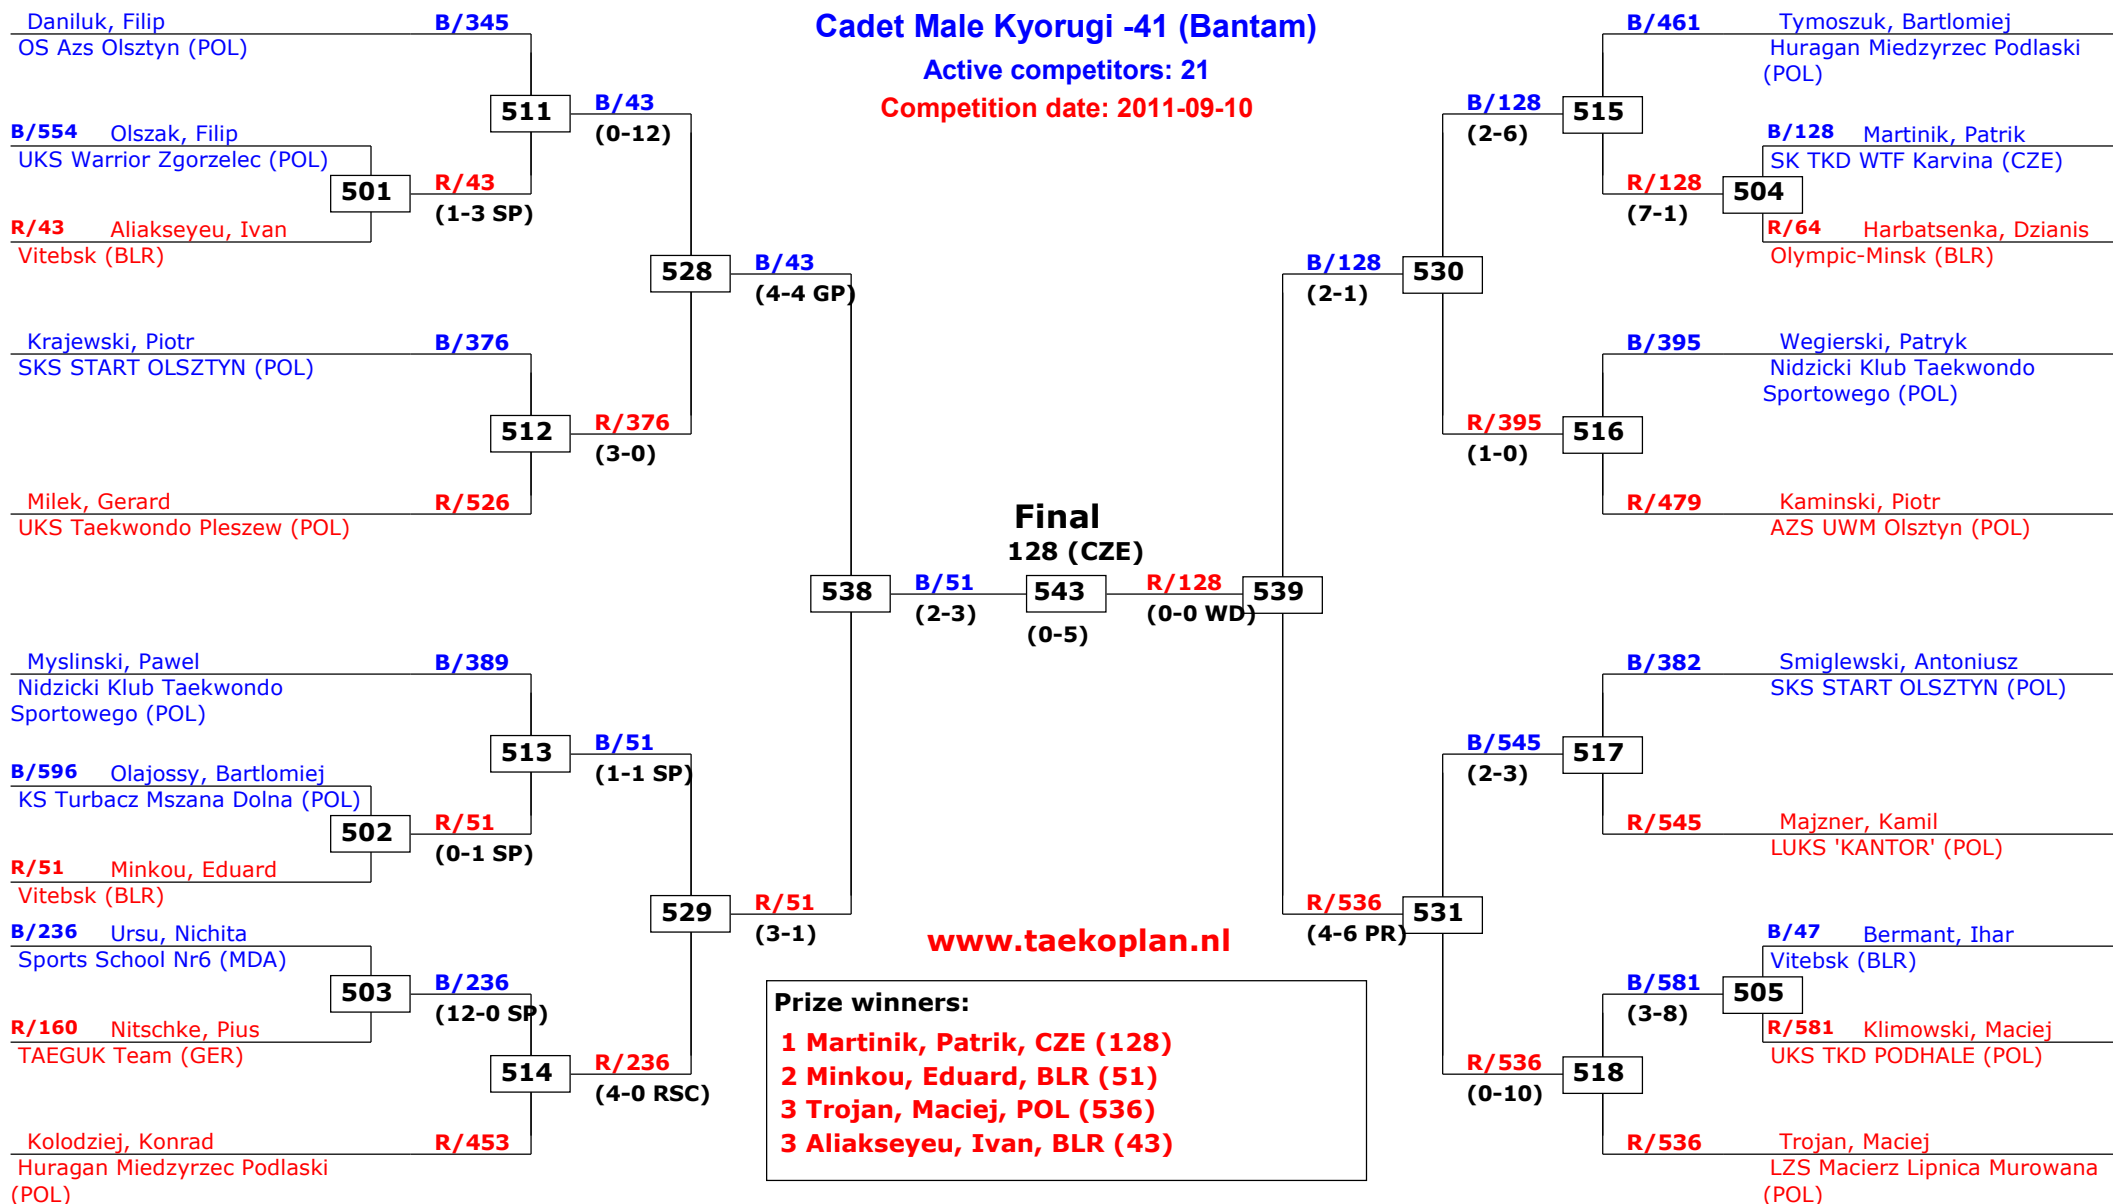 Cadet Male Kyorugi -41 (Bantam)
Active competitors: 21
Competition date: 2011-09-10
Daniluk, Filip B/345
OS Azs Olsztyn (POL)
511
B/43
(0-12)
B/554 Olszak, Filip
UKS Warrior Zgorzelec (POL)
501
R/43
(1-3 SP)
R/43 Aliakseyeu, Ivan
Vitebsk (BLR)
528
B/43
(4-4 GP)
Krajewski, Piotr B/376
SKS START OLSZTYN (POL)
512
R/376
(3-0)
Milek, Gerard R/526
UKS Taekwondo Pleszew (POL)
538
B/51
(2-3)
Myslinski, Pawel B/389
Nidzicki Klub Taekwondo
Sportowego (POL)
513
B/51
(1-1 SP)
B/596 Olajossy, Bartlomiej
KS Turbacz Mszana Dolna (POL)
502
R/51
(0-1 SP)
R/51 Minkou, Eduard
Vitebsk (BLR)
529
R/51
(3-1)
B/236 Ursu, Nichita
Sports School Nr6 (MDA)
503
B/236
(12-0 SP)
R/160 Nitschke, Pius
TAEGUK Team (GER)
514
R/236
(4-0 RSC)
Kolodziej, Konrad R/453
Huragan Miedzyrzec Podlaski
(POL)
Final
128 (CZE)
543
(0-5)
R/128
(0-0 WD)
539
B/461 Tymoszuk, Bartlomiej
Huragan Miedzyrzec Podlaski
(POL)
B/128
(2-6)
515
B/128 Martinik, Patrik
SK TKD WTF Karvina (CZE)
R/128
(7-1)
504
R/64 Harbatsenka, Dzianis
Olympic-Minsk (BLR)
B/128
(2-1)
530
B/395 Wegierski, Patryk
Nidzicki Klub Taekwondo
Sportowego (POL)
R/395
(1-0)
516
R/479 Kaminski, Piotr
AZS UWM Olsztyn (POL)
B/382 Smiglewski, Antoniusz
SKS START OLSZTYN (POL)
B/545
(2-3)
517
R/545 Majzner, Kamil
LUKS 'KANTOR' (POL)
R/536
(4-6 PR)
531
B/47 Bermant, Ihar
Vitebsk (BLR)
B/581
(3-8)
505
R/581 Klimowski, Maciej
UKS TKD PODHALE (POL)
R/536
(0-10)
518
R/536 Trojan, Maciej
LZS Macierz Lipnica Murowana
(POL)
www.taekoplan.nl
Prize winners:
1 Martinik, Patrik, CZE (128)
2 Minkou, Eduard, BLR (51)
3 Trojan, Maciej, POL (536)
3 Aliakseyeu, Ivan, BLR (43)